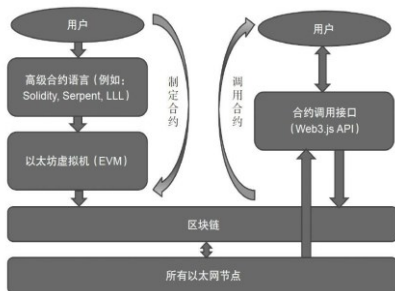 用户
用户
高级合约语言（例如：
Solidity, Serpent, LLL）
制定合约
调用合约
合约调用接口
（Web3.js API）
以太坊虚拟机（EVM）
区块链
所有以太网节点